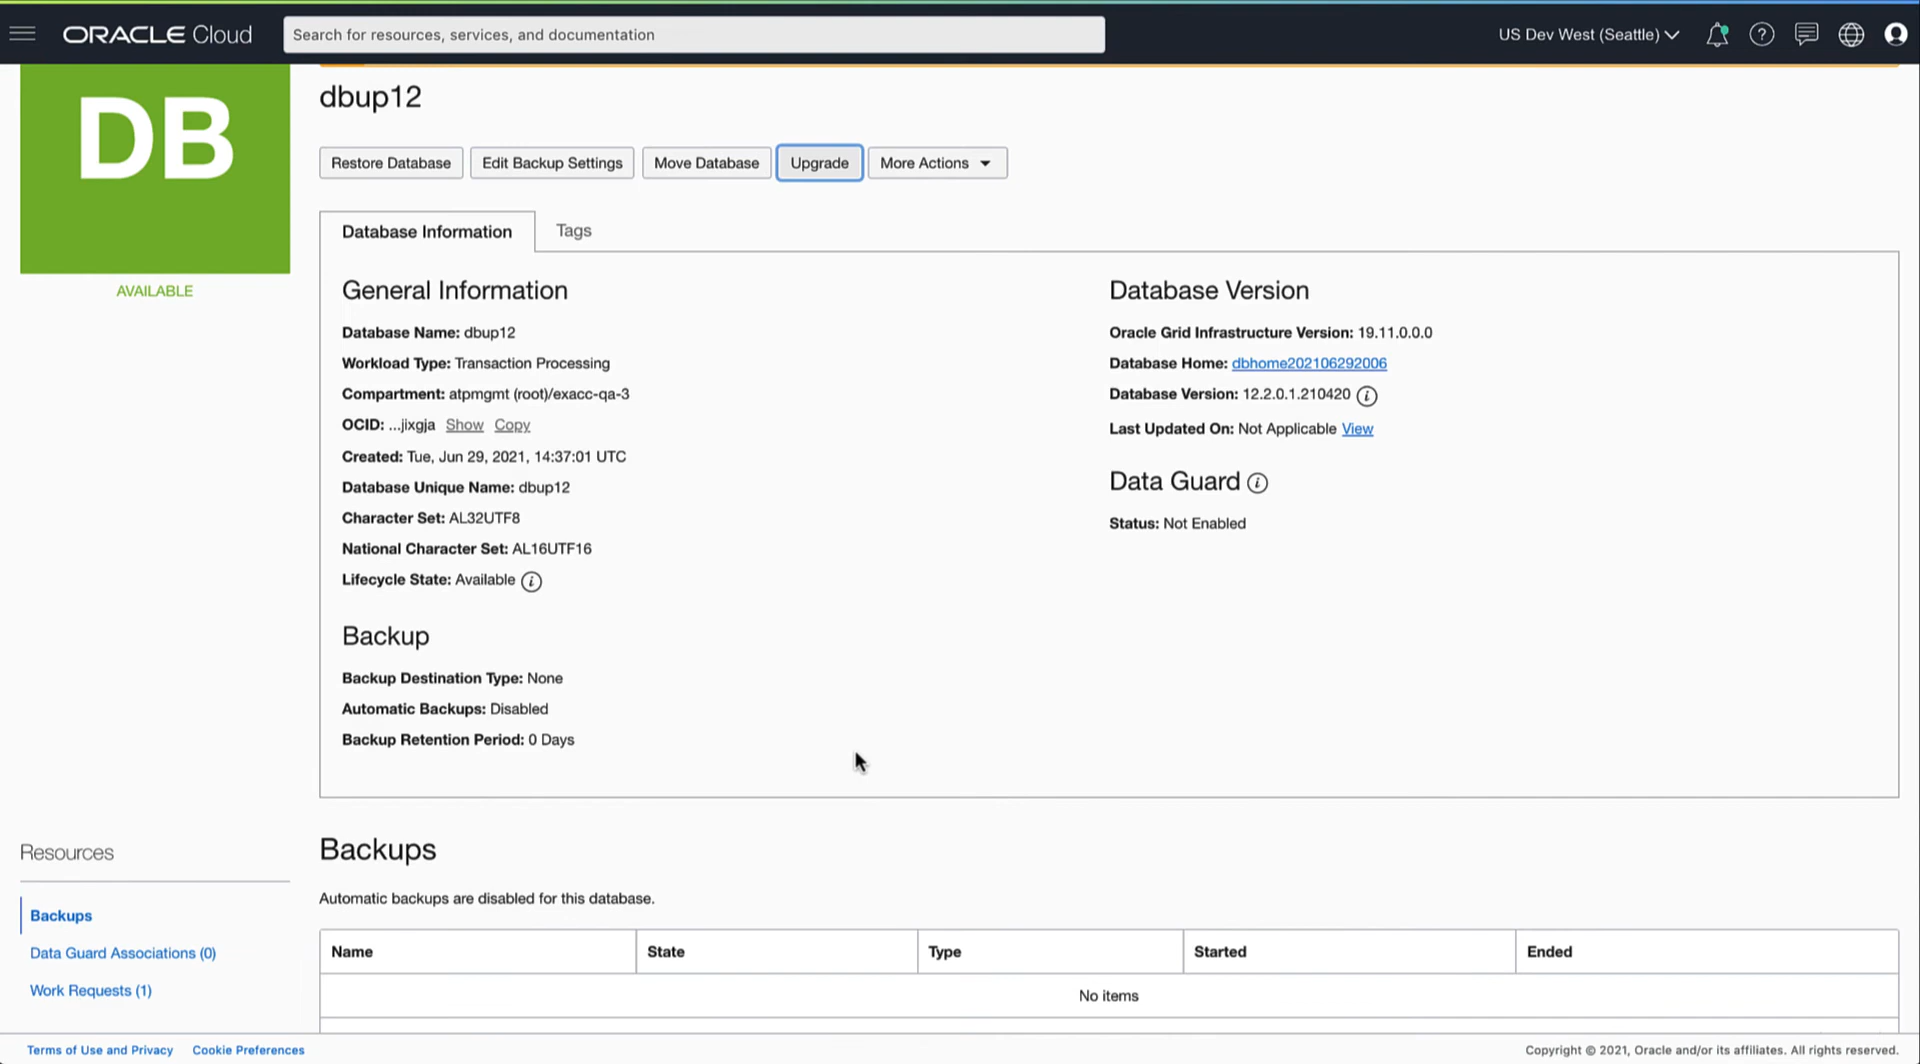 ORACLE Cloud
Search for resources, services, and documentation
US Dev West (Seattle)
DB
AVAILABLE
dbup12
Restore Database
Edit Backup Settings
Move Database
Upgrade
More Actions
Database Information
Tags
General Information
Database Name: dbup12
Workload Type: Transaction Processing
Compartment: atpmgmt (root)/exacc-qa-3
OCID: ...jixgja Show Copy
Created: Tue, Jun 29, 2021, 14:37:01 UTC
Database Unique Name: dbup12
Character Set: AL32UTF8
National Character Set: AL16UTF16
Lifecycle State: Available
Backup
Backup Destination Type: None
Automatic Backups: Disabled
Backup Retention Period: 0 Days
Database Version
Oracle Grid Infrastructure Version: 19.11.0.0.0
Database Home: dbhome202106292006
Database Version: 12.2.0.1.210420
Last Updated On: Not Applicable View
Data Guard
Status: Not Enabled
Resources
Backups
Data Guard Associations (0)
Work Requests (1)
Backups
Automatic backups are disabled for this database.
Name State Type Started Ended
No items
Terms of Use and Privacy Cookie Preferences
Copyright © 2021, Oracle and/or its affiliates. All rights reserved.